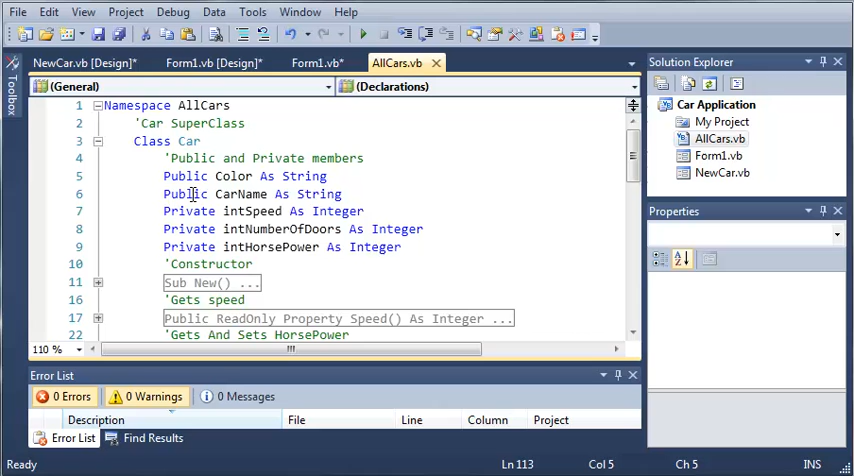 File Edit View Project Debug Data Tools Window Help
NewCar.vb [Design]* Form1.vb [Design]* Form1.vb* AllCars.vb
(General) (Declarations)
1 Namespace AllCars
2 'Car SuperClass
3 Class Car
4 'Public and Private members
5 Public Color As String
6 Public CarName As String
7 Private intSpeed As Integer
8 Private intNumberOfDoors As Integer
9 Private intHorsePower As Integer
10 'Constructor
11 Sub New() ...
16 'Gets speed
17 Public ReadOnly Property Speed() As Integer ...
22 'Gets And Sets HorsePower
110 %
Toolbox
Solution Explorer
Car Application
My Project
AllCars.vb
Form1.vb
NewCar.vb
Properties
Error List
0 Errors 0 Warnings 0 Messages
Description File Line Column Project
Error List Find Results
Ready Ln 113 Col 5 Ch 5 INS